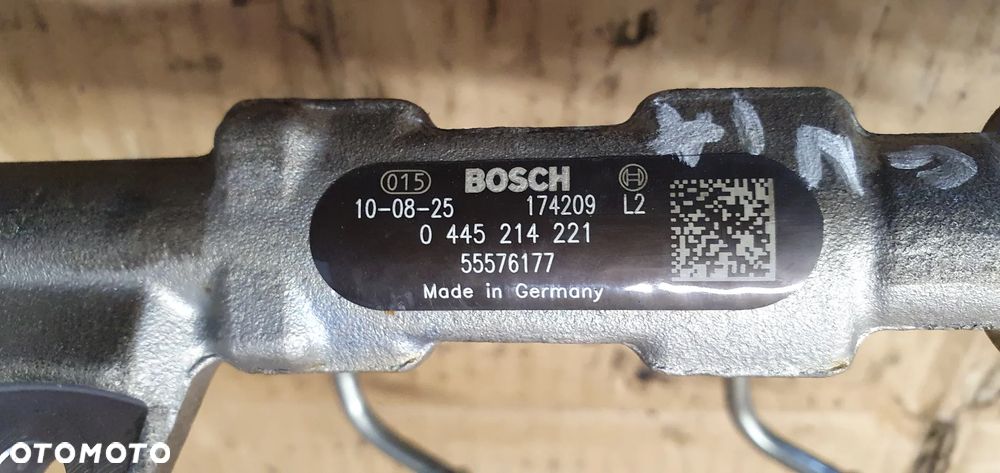 015 BOSCH
10-08-25 174209 L2
0 445 214 221
55576177
Made in Germany
OTOMOTO